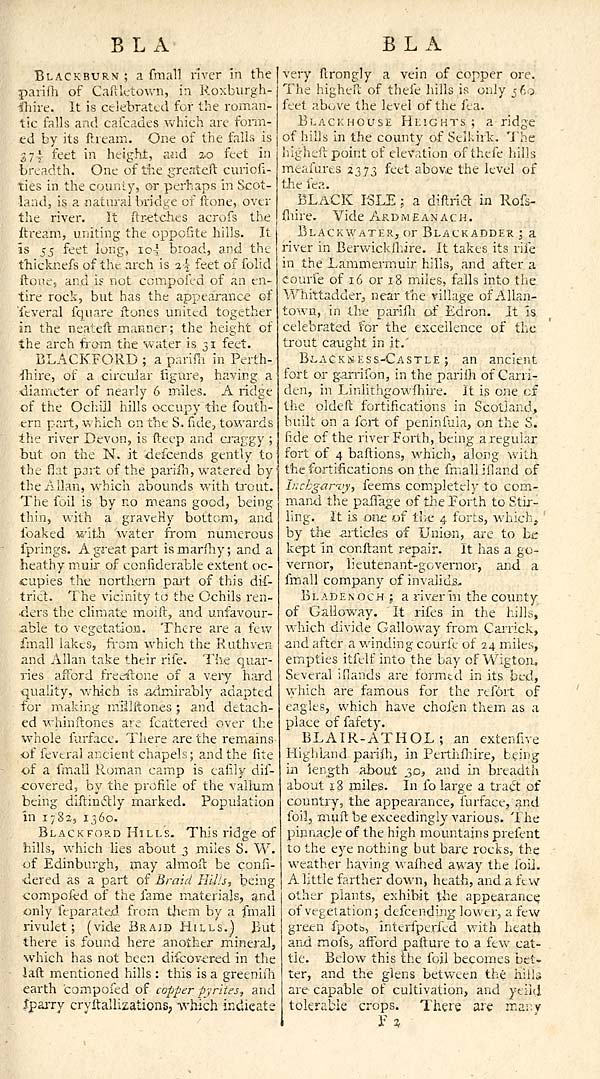 BLA
BLACKBURN; a ſmall river in the
pariſh of Caſtletown, in Roxburgh-
ſhire. It is celebrated for the roman-
tic falls and caſcades which are form-
ed by its ſtream. One of the falls is
37½ feet in height, and 20 feet in
breadth. One of the greateſt curioſi-
ties in the county, or perhaps in Scot-
land, is a natural bridge of ſtone, over
the river. It ſtretches acroſs the
ſtream, uniting the oppoſite hills. It
is 55 feet long, 10½ broad, and the
thickneſs of the arch is 2½ feet of ſolid
ſtone, and is not compoſed of an en-
tire rock, but has the appearance of
ſeveral ſquare ſtones united together
in the neateſt manner; the height of
the arch from the water is 31 feet.
BLACKFORD; a pariſh in Perth-
ſhire, of a circular figure, having a
diameter of nearly 6 miles. A ridge
of the Ochill hills occupy the ſouth-
ern part, which on the S. ſide, towards
the river Devon, is ſteep and craggy;
but on the N. it deſcends gently to
the flat part of the pariſh, watered by
the Allan, which abounds with trout.
The ſoil is by no means good, being
thin, with a gravelly bottom, and
ſoaked with water from numerous
ſprings. A great part is marſhy; and a
heathy muir of conſiderable extent oc-
cupies the northern part of this diſ-
trict. The vicinity to the Ochils ren-
ders the climate moiſt, and unfavour-
able to vegetation. There are a few
ſmall lakes, from which the Ruthven
and Allan take their riſe. The quar-
ries afford freeſtone of a very hard
quality, which is admirably adapted
for making millſtones; and detach-
ed whinſtones are ſcattered over the
whole ſurface. There are the remains
of ſeveral ancient chapels; and the ſite
of a ſmall Roman camp is eaſily diſ-
covered, by the profile of the vallum
being diſtinctly marked. Population
in 1782, 1360.
BLACKFORD HILLS. This ridge of
hills, which lies about 3 miles S. W.
of Edinburgh, may almoſt be conſi-
dered as a part of Braid Hills, being
compoſed of the ſame materials, and
only ſeparated from them by a ſmall
rivulet; (vide BRAID HILLS.) But
there is found here another mineral,
which has not been diſcovered in the
laſt mentioned hills: this is a greeniſh
earth compoſed of copper pyrites, and
ſparry cryſtallizations, which indicate
BLA
very ſtrongly a vein of copper ore.
The higheſt of theſe hills is only 560
feet above the level of the ſea.
BLACKHOUSE HEIGHTS; a ridge
of hills in the county of Selkirk. The
higheſt point of elevation of theſe hills
meaſures 2373 feet above the level of
the ſea.
BLACK ISLE; a diſtrict in Roſs-
ſhire. Vide ARDMEANACH.
BLACKWATER, or BLACKADDER; a
river in Berwickſhire. It takes its riſe
in the Lammermuir hills, and after a
courſe of 16 or 18 miles, falls into the
Whittadder, near the village of Allan-
town, in the pariſh of Edron. It is
celebrated for the excellence of the
trout caught in it.
BLACKNESS-CASTLE; an ancient
fort or garriſon, in the pariſh of Carri-
den, in Linlithgowſhire. It is one of
the oldeſt fortifications in Scotland,
built on a ſort of peninſula, on the S.
ſide of the river Forth, being a regular
fort of 4 baſtions, which, along with
the fortifications on the ſmall iſland of
Inchgarvy, ſeems completely to com-
mand the paſſage of the Forth to Stir-
ling. It is one of the 4 forts, which,
by the articles of Union, are to be
kept in conſtant repair. It has a go-
vernor, lieutenant-governor, and a
ſmall company of invalids.
BLADENOCH; a river in the county
of Galloway. It riſes in the hills,
which divide Galloway from Carrick,
and after a winding courſe of 24 miles,
empties itſelf into the bay of Wigton.
Several iſlands are formed in its bed,
which are famous for the reſort of
eagles, which have choſen them as a
place of ſafety.
BLAIR-ATHOL; an extenſive
Highland pariſh, in Perthſhire, being
in length about 30, and in breadth
about 18 miles. In ſo large a tract of
country, the appearance, ſurface, and
ſoil, muſt be exceedingly various. The
pinnacle of the high mountains preſent
to the eye nothing but bare rocks, the
weather having waſhed away the ſoil.
A little farther down, heath, and a few
other plants, exhibit the appearance
of vegetation; deſcending lower, a few
green ſpots, interſperſed with heath
and moſs, afford paſture to a few cat-
tle. Below this the ſoil becomes bet-
ter, and the glens between the hills
are capable of cultivation, and yeild
tolerable crops. There are many
F 2